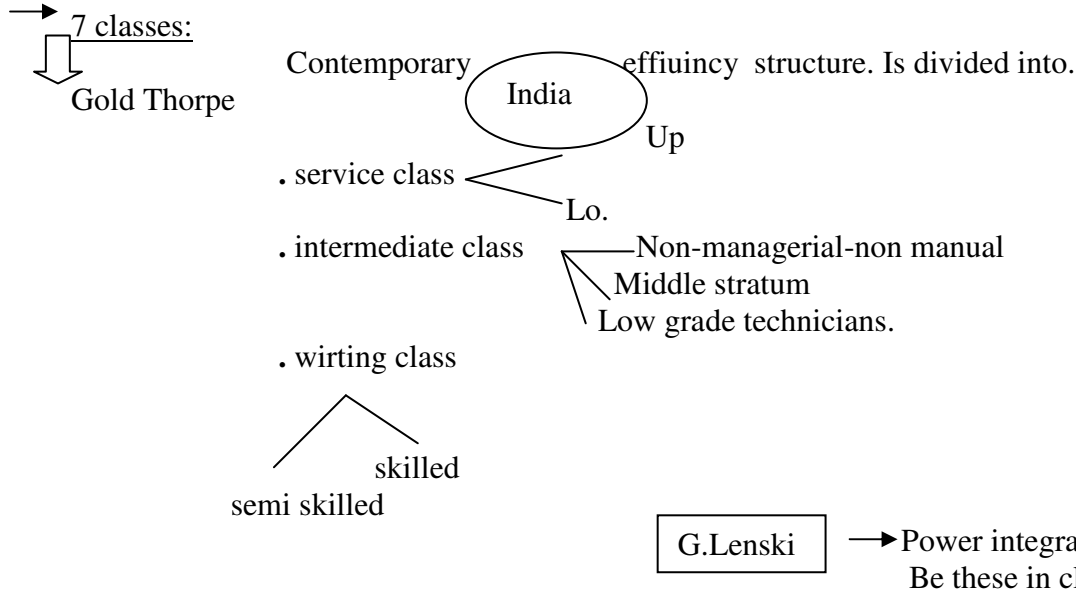 7 classes:
Contemporary effiuincy structure. Is divided into.
India
Gold Thorpe
Up
. service class
Lo.
. intermediate class Non-managerial-non manual
Middle stratum
Low grade technicians.
. wirting class
skilled
semi skilled
G.Lenski Power integra
Be these in cl